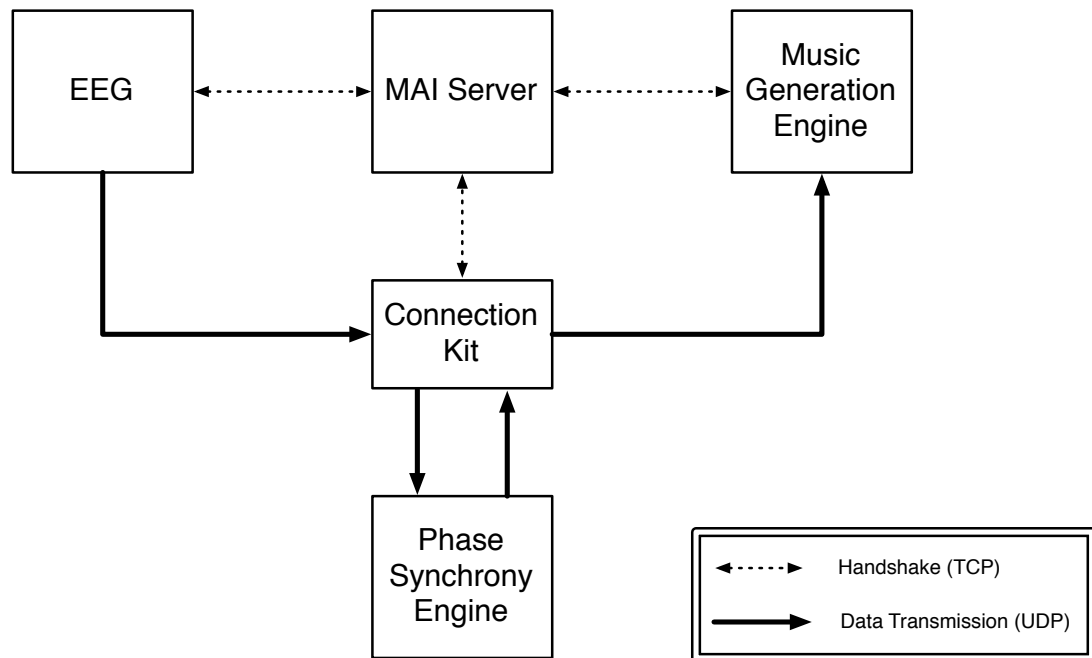 EEG
MAI Server
Music
Generation
Engine
Connection
Kit
Phase
Synchrony
Engine
Handshake (TCP)
Data Transmission (UDP)